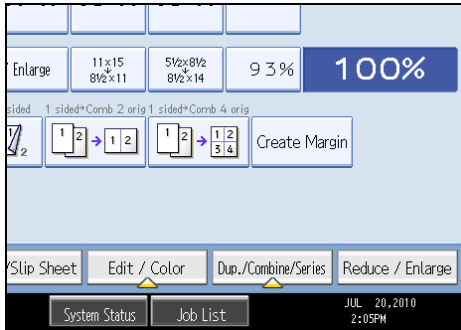 Enlarge 11×15 8½×11 5½×8½ 8½×14 93% 100%
sided 1 sided→Comb 2 orig 1 sided→Comb 4 orig
2 1 2 → 1 2 1 2 → 1 2 3 4 Create Margin
/Slip Sheet Edit / Color Dup./Combine/Series Reduce / Enlarge
System Status Job List JUL 20,2010
2:05PM